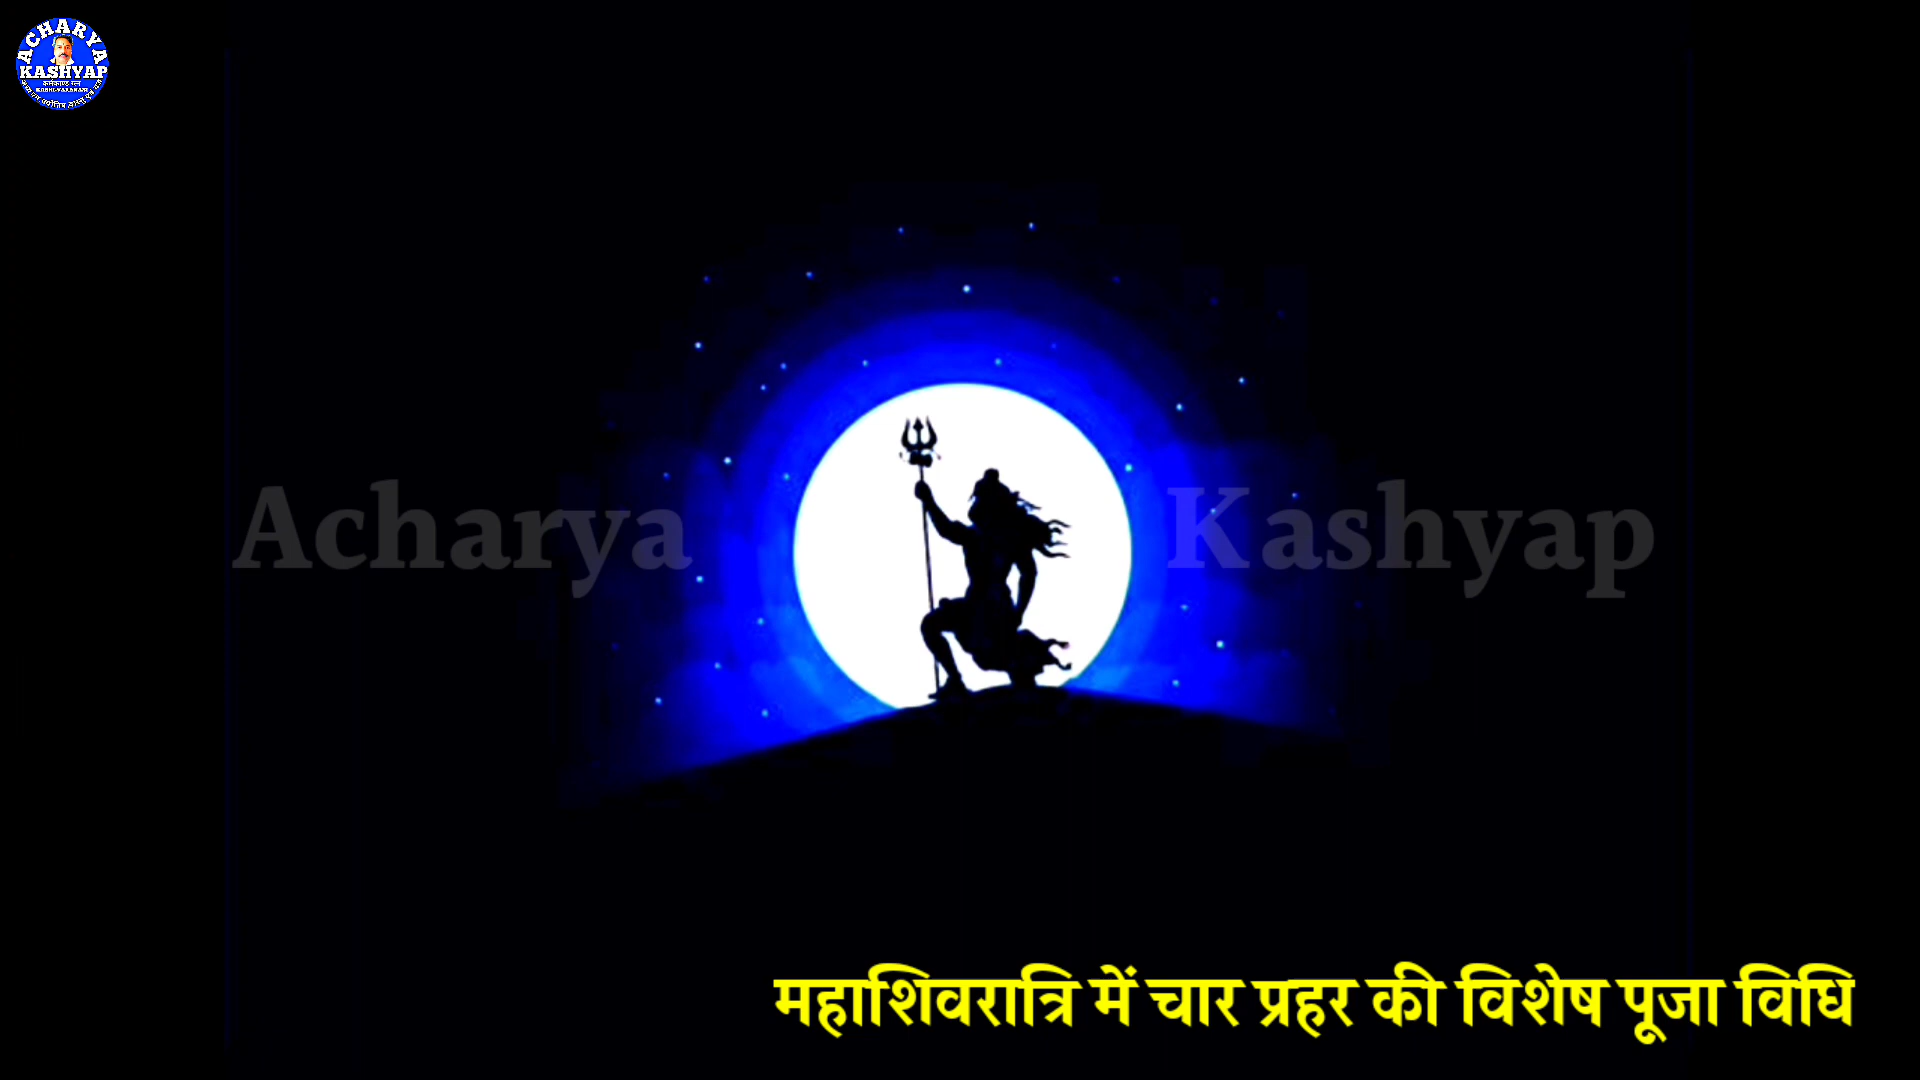 ACHARYA
KASHYAP
Acharya Kashyap
महाशिवरात्रि में चार प्रहर की विशेष पूजा विधि